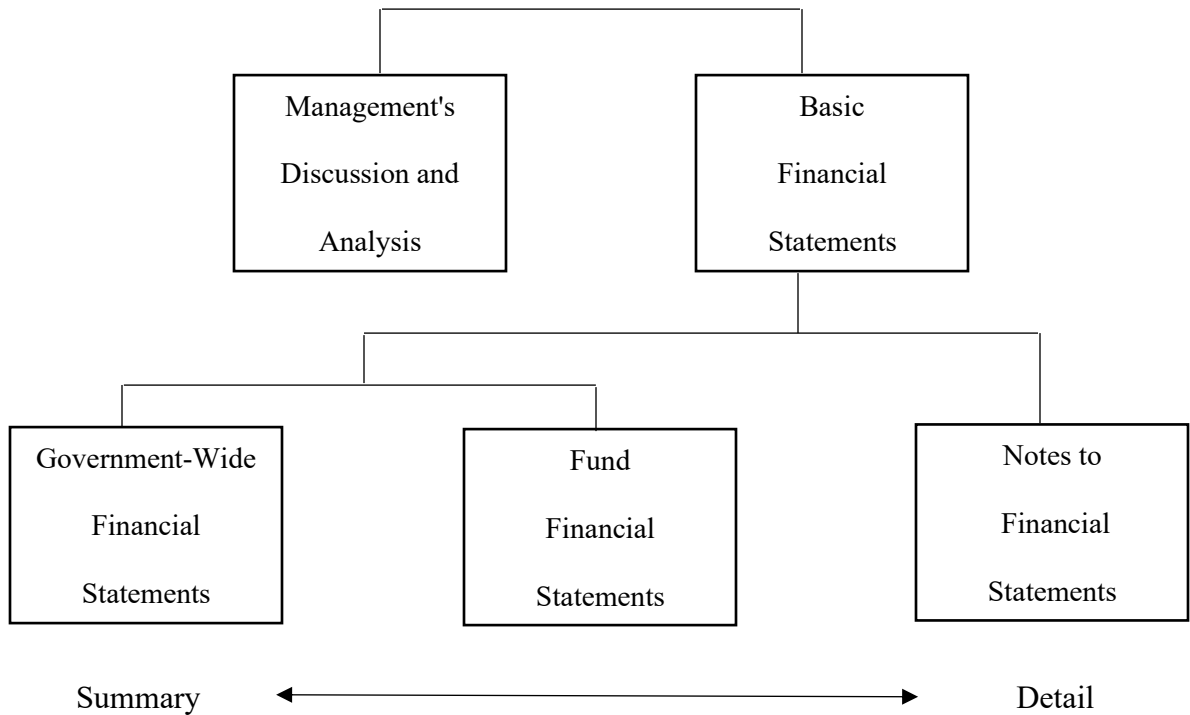 Management's
Discussion and
Analysis
Basic
Financial
Statements
Government-Wide
Financial
Statements
Fund
Financial
Statements
Notes to
Financial
Statements
Summary
Detail